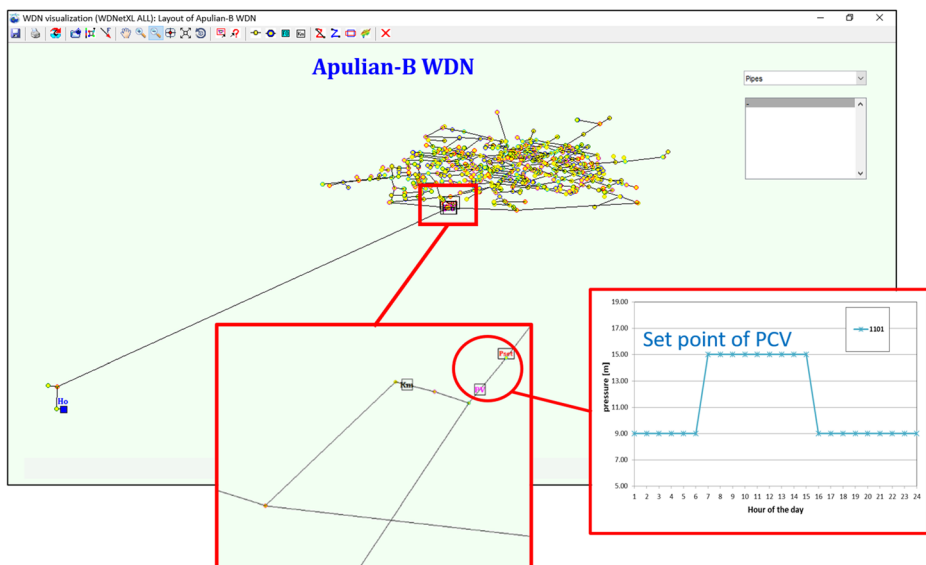 WDN visualization (WDNetXL ALL): Layout of Apulian-B WDN
Apulian-B WDN
Pipes
-
Ho
Km
Pset
Set point of PCV
1101
pressure [m]
19.00
17.00
15.00
13.00
11.00
9.00
7.00
5.00
1 2 3 4 5 6 7 8 9 10 11 12 13 14 15 16 17 18 19 20 21 22 23 24
Hour of the day